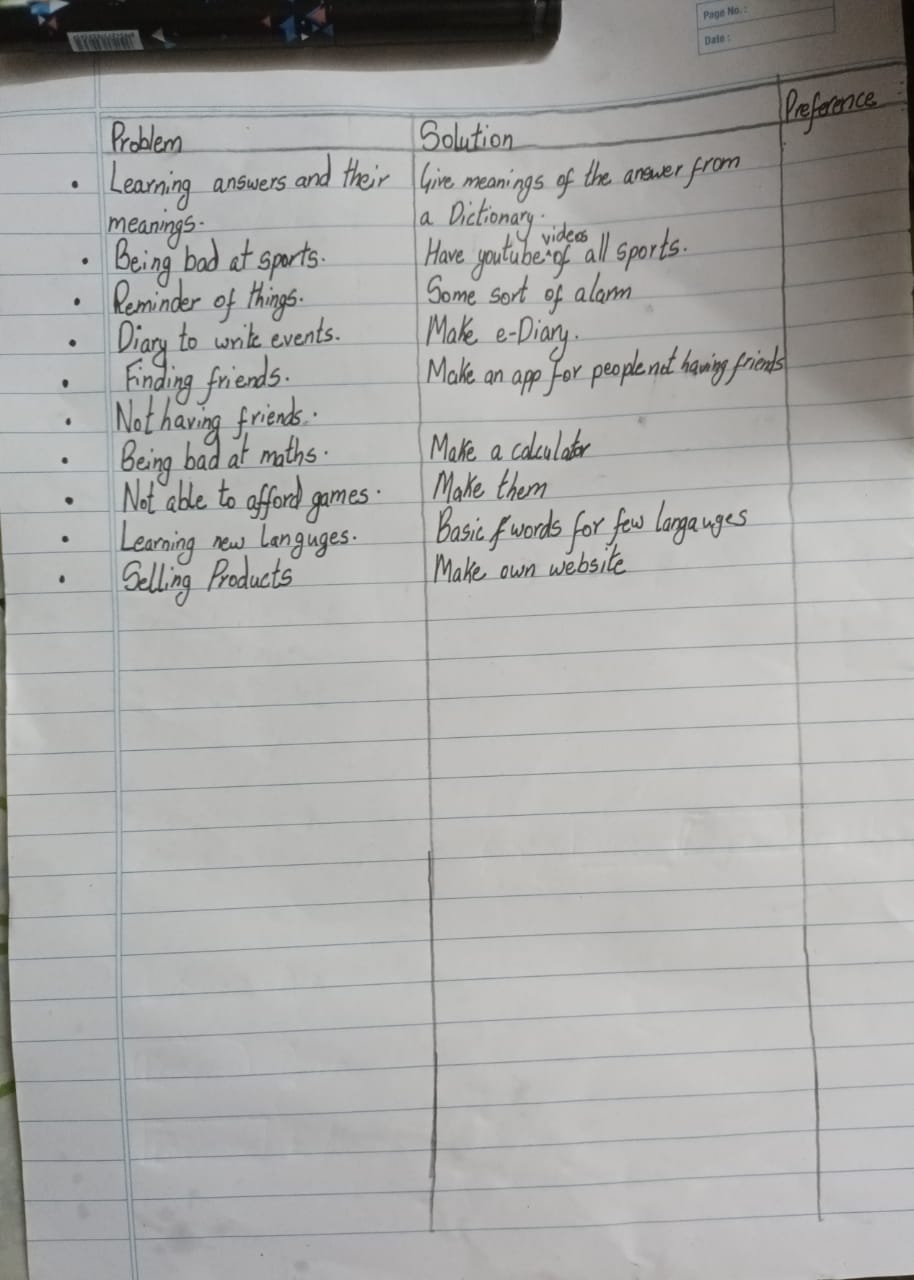 Page No.:
Date:
Problem Solution Preference
Learning answers and their Give meanings of the answer from
meanings. a Dictionary.
Being bad at sports. Have youtube videos of all sports.
Reminder of things. Some sort of alarm
Diary to write events. Make e-Diary.
Finding friends. Make an app for people not having friends
Not having friends.
Being bad at maths. Make a calculator
Not able to afford games. Make them
Learning new Languges. Basic words for few langauges
Selling Products Make own website